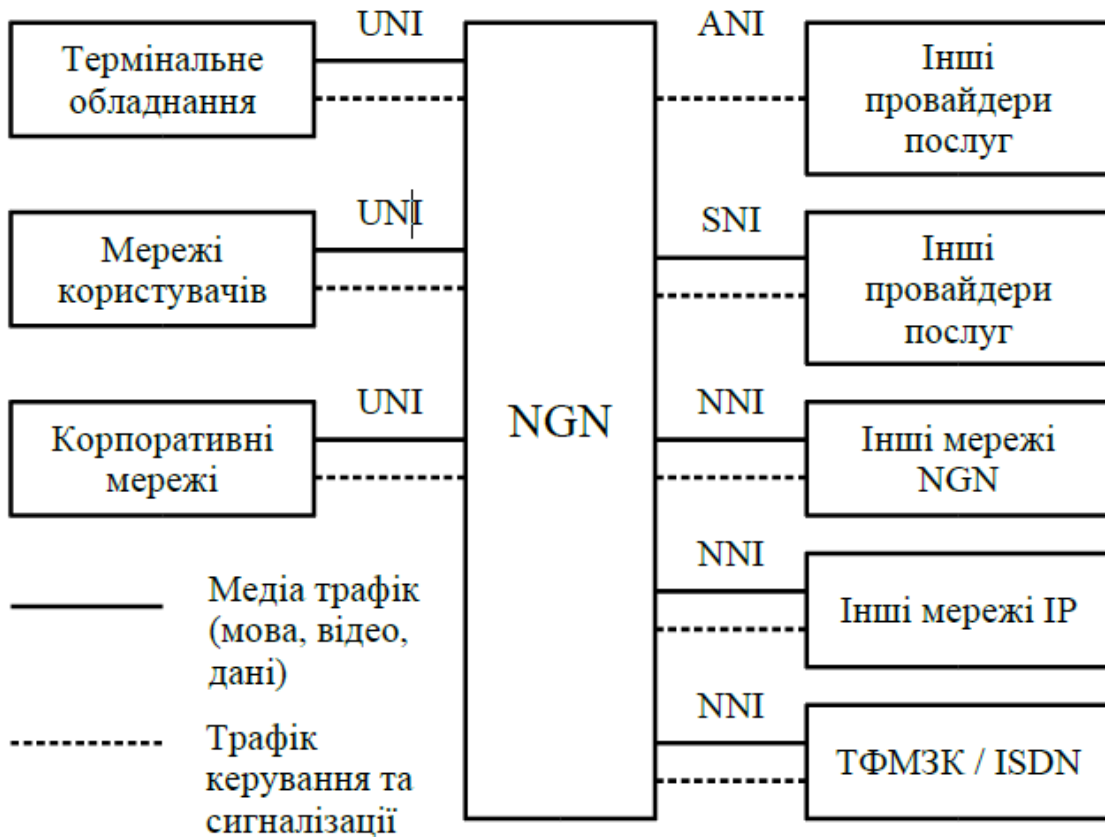 UNI
Термінальне
обладнання
UNI
Мережі
користувачів
UNI
Корпоративні
мережі
NGN
ANI
Інші
провайдери
послуг
SNI
Інші
провайдери
послуг
NNI
Інші мережі
NGN
NNI
Інші мережі IP
NNI
ТФМЗК / ISDN
Медіа трафік
(мова, відео,
дані)
Трафік
керування та
сигналізації